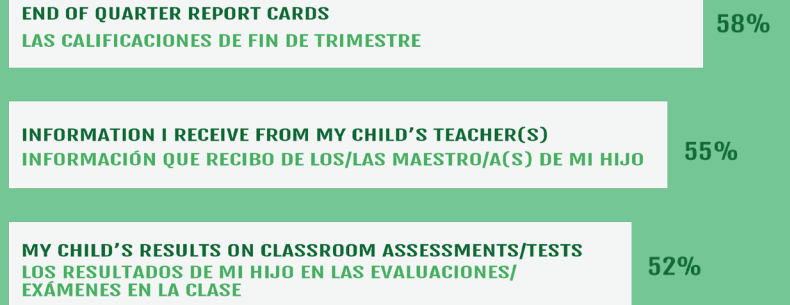 END OF QUARTER REPORT CARDS
LAS CALIFICACIONES DE FIN DE TRIMESTRE
58%
INFORMATION I RECEIVE FROM MY CHILD'S TEACHER(S)
INFORMACIÓN QUE RECIBO DE LOS/LAS MAESTRO/A(S) DE MI HIJO
55%
MY CHILD'S RESULTS ON CLASSROOM ASSESSMENTS/TESTS
LOS RESULTADOS DE MI HIJO EN LAS EVALUACIONES/
EXÁMENES EN LA CLASE
52%